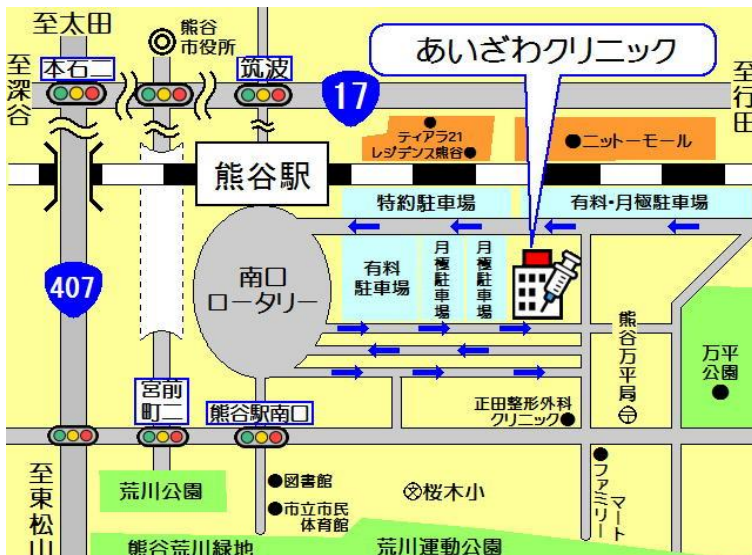 至太田
熊谷
市役所
あいざわクリニック
至深谷
本石二
筑波
17
至行田
ティアラ21
レジデンス熊谷
ニットーモール
熊谷駅
特約駐車場
有料・月極駐車場
407
南口
ロータリー
有料
駐車場
月極駐車場
月極駐車場
熊谷万平局
万平
公園
宮前
町二
熊谷駅南口
正田整形外科
クリニック
ファミリー
マート
至東松山
荒川公園
図書館
市立市民
体育館
文桜木小
熊谷荒川緑地
荒川運動公園